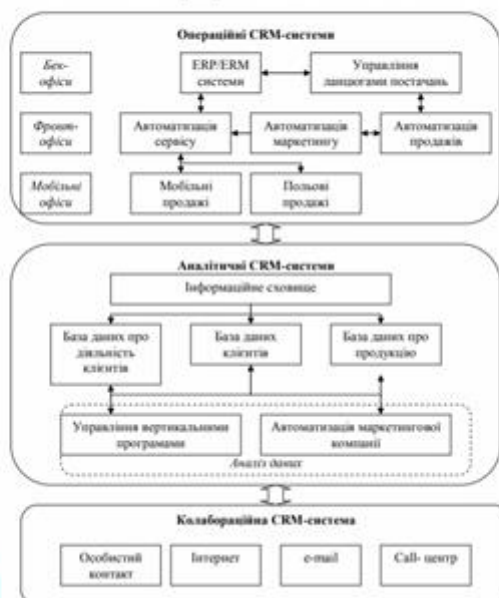 Операційні CRM-системи
Бек-
офіси
ERP/ERM
системи
Управління
ланцюгами постачань
Фронт-
офіси
Автоматизація
сервісу
Автоматизація
маркетингу
Автоматизація
продажів
Мобільні
офіси
Мобільні
продажі
Польові
продажі
Аналітичні CRM-системи
Інформаційне сховище
База даних про
діяльність
клієнтів
База даних
клієнтів
База даних про
продукцію
Управління вертикальними
програмами
Автоматизація маркетингової
компанії
Аналіз даних
Колабораційна CRM-система
Особистий
контакт
Інтернет
e-mail
Call- центр